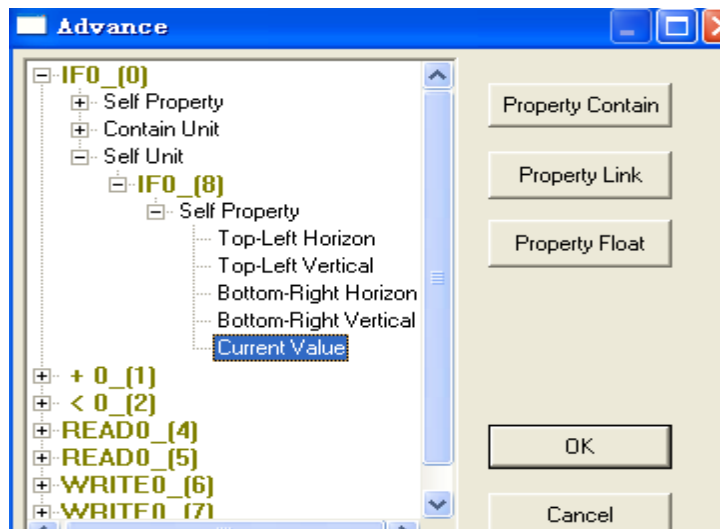 Advance
IF0_(0)
Self Property
Contain Unit
Self Unit
IF0_(8)
Self Property
Top-Left Horizon
Top-Left Vertical
Bottom-Right Horizon
Bottom-Right Vertical
Current Value
+ 0_(1)
< 0_(2)
READ0_(4)
READ0_(5)
WRITE0_(6)
WRITE0_(7)
Property Contain
Property Link
Property Float
OK
Cancel